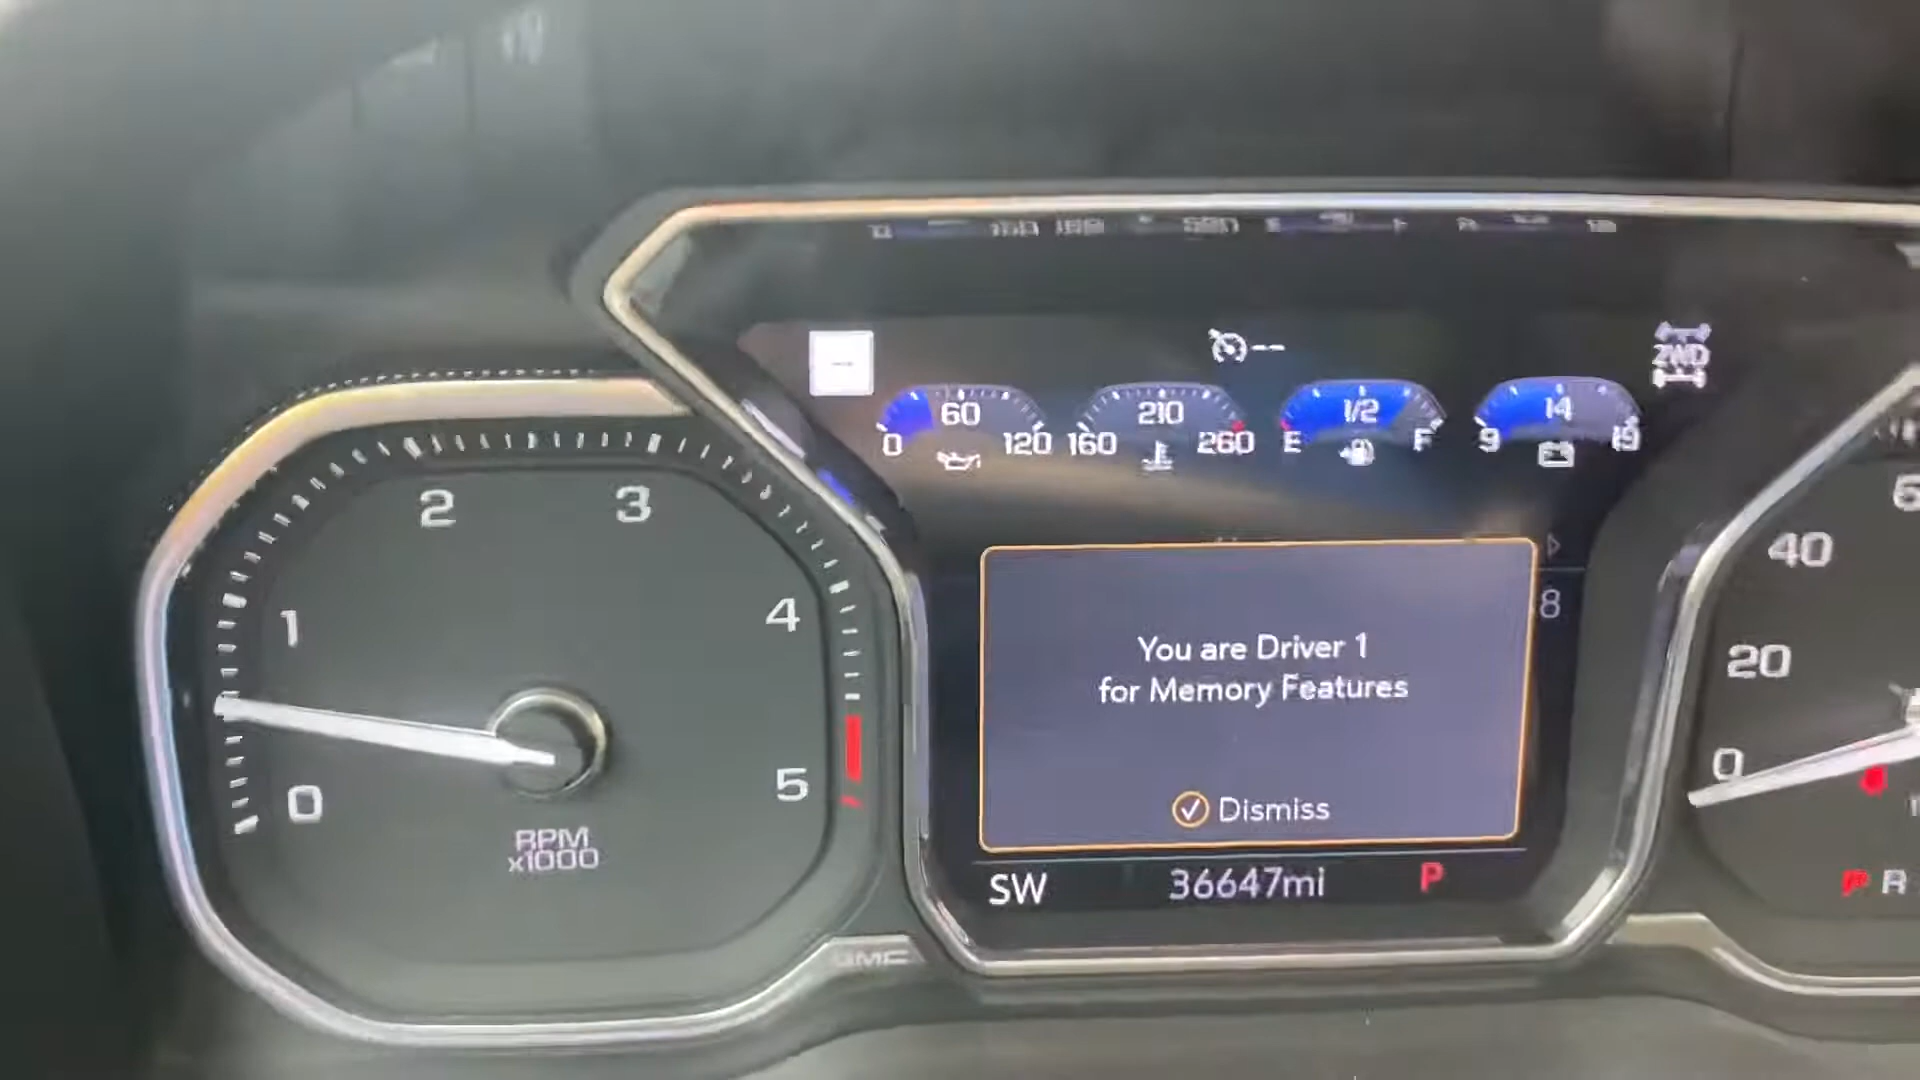 --
2WD
60
0 120
210
160 260
1/2
E F
14
9 19
2
3
1
4
0
5
RPM
x1000
GMC
8
You are Driver 1
for Memory Features
Dismiss
SW 36647mi P
40
20
0
P R